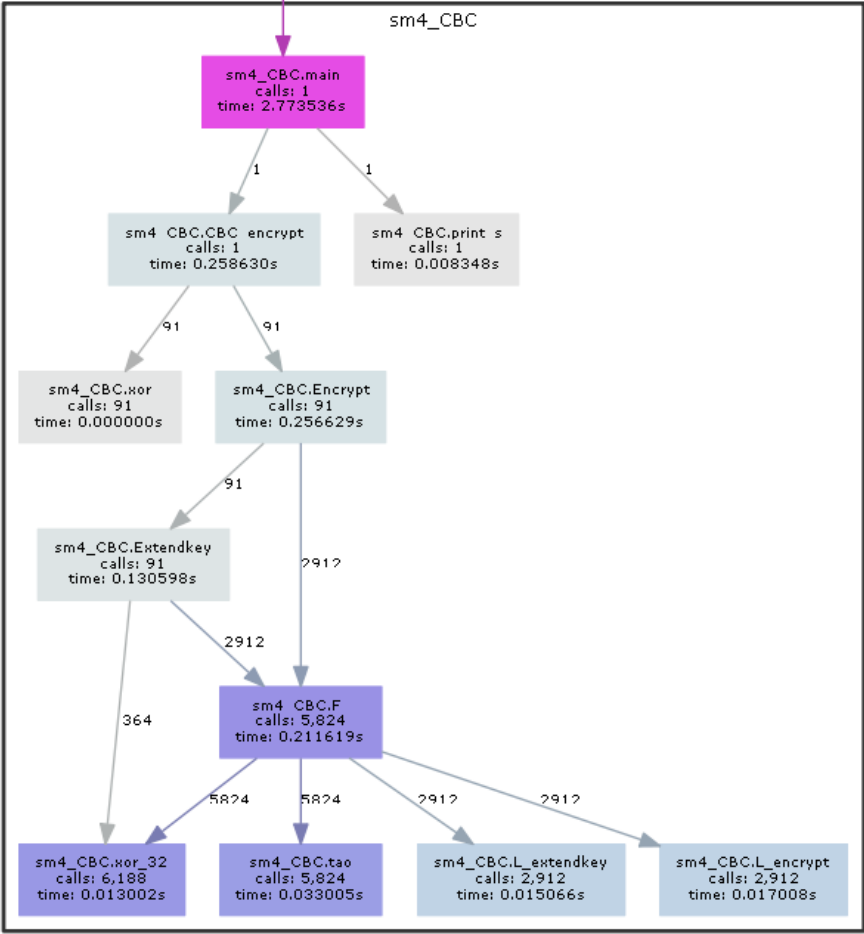 sm4_CBC
sm4_CBC.main
calls: 1
time: 2.773536s
1
1
sm4_CBC.CBC_encrypt
calls: 1
time: 0.258630s
sm4_CBC.print_s
calls: 1
time: 0.008348s
91
91
sm4_CBC.xor
calls: 91
time: 0.000000s
sm4_CBC.Encrypt
calls: 91
time: 0.256629s
91
sm4_CBC.Extendkey
calls: 91
time: 0.130598s
2912
2912
sm4_CBC.F
calls: 5,824
time: 0.211619s
364
5824
5824
2912
2912
sm4_CBC.xor_32
calls: 6,188
time: 0.013002s
sm4_CBC.tao
calls: 5,824
time: 0.033005s
sm4_CBC.L_extendkey
calls: 2,912
time: 0.015066s
sm4_CBC.L_encrypt
calls: 2,912
time: 0.017008s